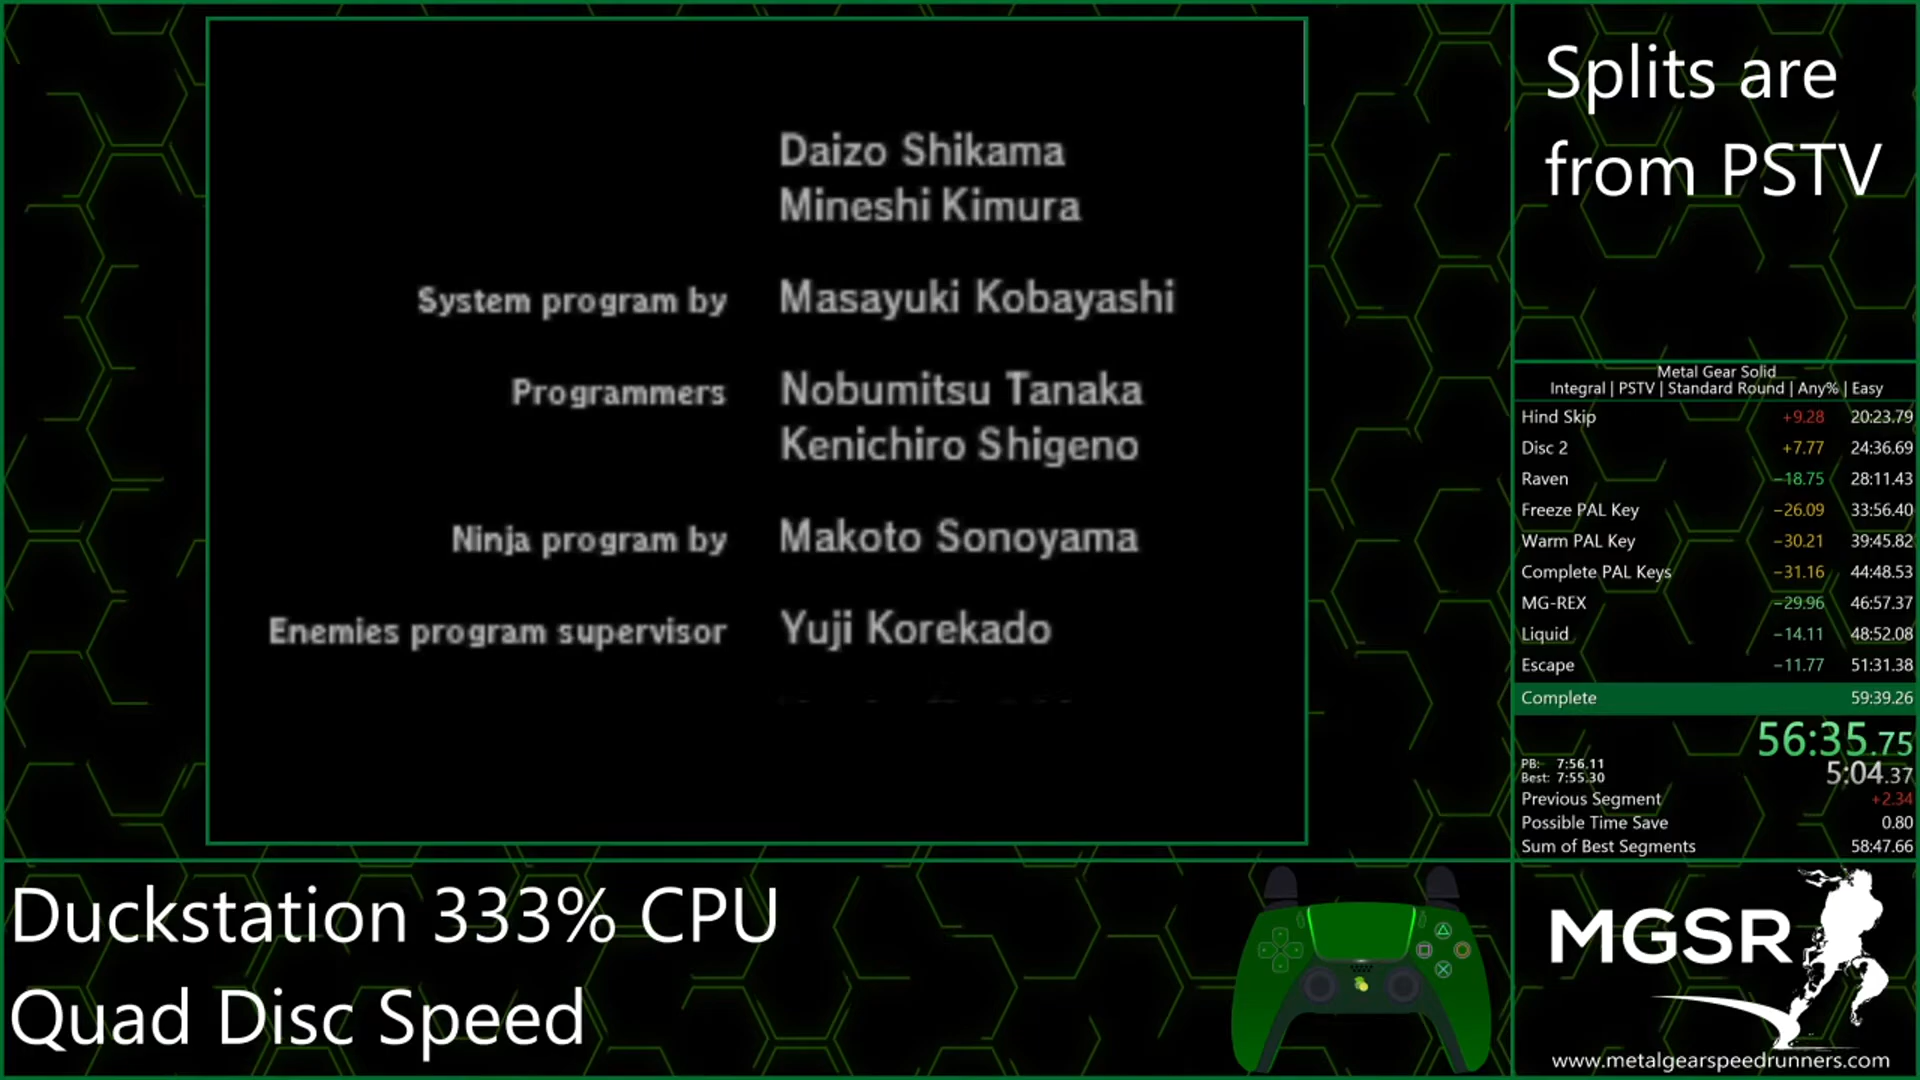 Daizo Shikama
Mineshi Kimura
System program by Masayuki Kobayashi
Programmers Nobumitsu Tanaka
Kenichiro Shigeno
Ninja program by Makoto Sonoyama
Enemies program supervisor Yuji Korekado
Splits are
from PSTV
Metal Gear Solid
Integral | PSTV | Standard Round | Any% | Easy
Hind Skip +9.28 20:23.79
Disc 2 +7.77 24:36.69
Raven −18.75 28:11.43
Freeze PAL Key −26.09 33:56.40
Warm PAL Key −30.21 39:45.82
Complete PAL Keys −31.16 44:48.53
MG-REX −29.96 46:57.37
Liquid −14.11 48:52.08
Escape −11.77 51:31.38
Complete 59:39.26
56:35.75
PB: 7:56.11
Best: 7:55.30
5:04.37
Previous Segment +2.34
Possible Time Save 0.80
Sum of Best Segments 58:47.66
Duckstation 333% CPU
Quad Disc Speed
MGSR
www.metalgearspeedrunners.com